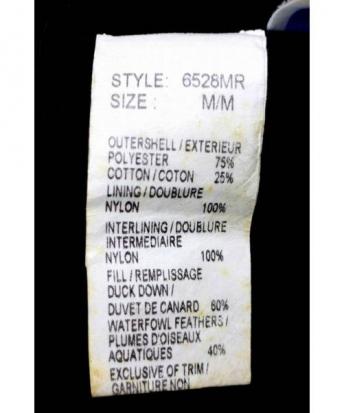 STYLE: 6528MR
SIZE : M/M
OUTERSHELL / EXTERIEUR
POLYESTER 75%
COTTON / COTON 25%
LINING / DOUBLURE
NYLON 100%
INTERLINING / DOUBLURE
INTERMEDIAIRE
NYLON 100%
FILL / REMPLISSAGE
DUCK DOWN /
DUVET DE CANARD 60%
WATERFOWL FEATHERS /
PLUMES D'OISEAUX
AQUATIQUES 40%
EXCLUSIVE OF TRIM /
GARNITURE NON